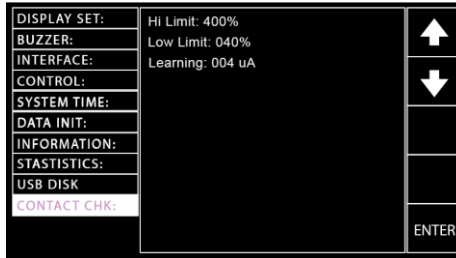 DISPLAY SET:
BUZZER:
INTERFACE:
CONTROL:
SYSTEM TIME:
DATA INIT:
INFORMATION:
STASTISTICS:
USB DISK
CONTACT CHK:
Hi Limit: 400%
Low Limit: 040%
Learning: 004 uA
ENTER